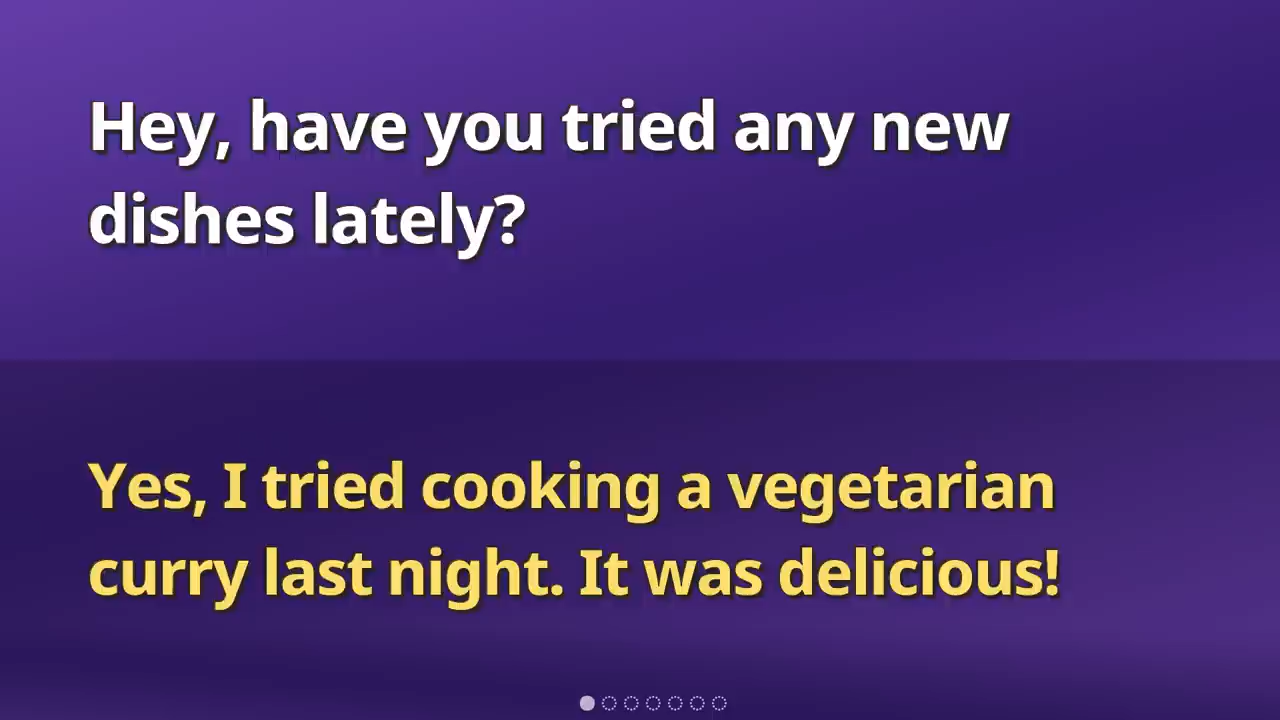 Hey, have you tried any new
dishes lately?
Yes, I tried cooking a vegetarian
curry last night. It was delicious!